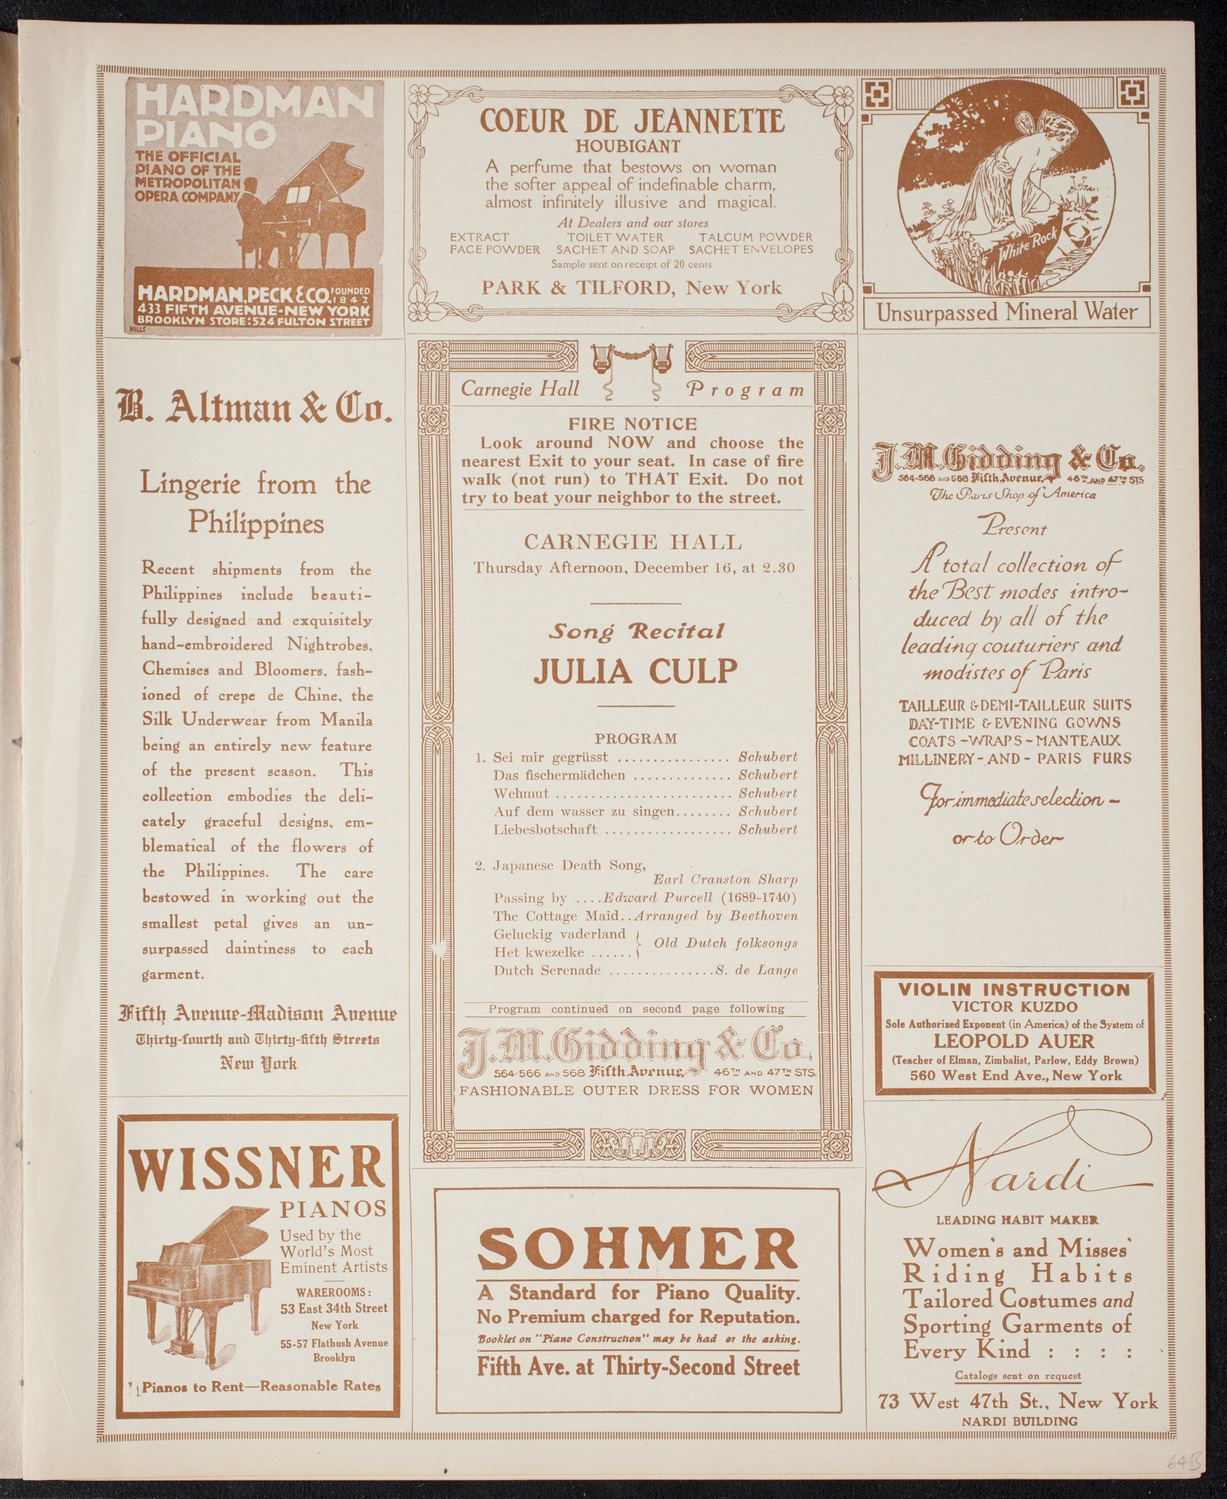 HARDMAN
PIANO
THE OFFICIAL
PIANO OF THE
METROPOLITAN
OPERA COMPANY
HARDMAN, PECK & CO. FOUNDED 1842
433 FIFTH AVENUE-NEW YORK
BROOKLYN STORE: 524 FULTON STREET
HILLS
COEUR DE JEANNETTE
HOUBIGANT
A perfume that bestows on woman
the softer appeal of indefinable charm,
almost infinitely illusive and magical.
At Dealers and our stores
EXTRACT TOILET WATER TALCUM POWDER
FACE POWDER SACHET AND SOAP SACHET ENVELOPES
Sample sent on receipt of 20 cents
PARK & TILFORD, New York
White Rock
Unsurpassed Mineral Water
B. Altman & Co.
Lingerie from the
Philippines
Recent shipments from the
Philippines include beauti-
fully designed and exquisitely
hand-embroidered Nightrobes,
Chemises and Bloomers, fash-
ioned of crepe de Chine, the
Silk Underwear from Manila
being an entirely new feature
of the present season. This
collection embodies the deli-
cately graceful designs, em-
blematical of the flowers of
the Philippines. The care
bestowed in working out the
smallest petal gives an un-
surpassed daintiness to each
garment.
Fifth Avenue-Madison Avenue
Thirty-fourth and Thirty-fifth Streets
New York
WISSNER
PIANOS
Used by the
World's Most
Eminent Artists
WAREROOMS:
53 East 34th Street
New York
55-57 Flatbush Avenue
Brooklyn
Pianos to Rent—Reasonable Rates
Carnegie Hall Program
FIRE NOTICE
Look around NOW and choose the
nearest Exit to your seat. In case of fire
walk (not run) to THAT Exit. Do not
try to beat your neighbor to the street.
CARNEGIE HALL
Thursday Afternoon, December 16, at 2.30
Song Recital
JULIA CULP
PROGRAM
1. Sei mir gegrüsst ................ Schubert
Das fischermädchen .............. Schubert
Wehmut .......................... Schubert
Auf dem wasser zu singen........ Schubert
Liebesbotschaft .................. Schubert
2. Japanese Death Song,
Earl Cranston Sharp
Passing by ....Edward Purcell (1689-1740)
The Cottage Maid..Arranged by Beethoven
Geluckig vaderland
Het kwezelke ...... } Old Dutch folksongs
Dutch Serenade ...............S. de Lange
Program continued on second page following
J.M. Gidding & Co.
564-566 AND 568 Fifth Avenue, 46TH AND 47TH STS.
FASHIONABLE OUTER DRESS FOR WOMEN
SOHMER
A Standard for Piano Quality.
No Premium charged for Reputation.
Booklet on "Piano Construction" may be had or the asking.
Fifth Ave. at Thirty-Second Street
J.M. Gidding & Co.
564-566 AND 568 Fifth Avenue, 46TH AND 47TH STS
The Paris Shop of America
Present
A total collection of
the Best modes intro-
duced by all of the
leading couturiers and
modistes of Paris
TAILLEUR & DEMI-TAILLEUR SUITS
DAY-TIME & EVENING GOWNS
COATS-WRAPS-MANTEAUX
MILLINERY-AND-PARIS FURS
For immediate selection-
or to Order
VIOLIN INSTRUCTION
VICTOR KUZDO
Sole Authorized Exponent (in America) of the System of
LEOPOLD AUER
(Teacher of Elman, Zimbalist, Parlow, Eddy Brown)
560 West End Ave., New York
Nardi
LEADING HABIT MAKER
Women's and Misses'
Riding Habits
Tailored Costumes and
Sporting Garments of
Every Kind : : : :
Catalogs sent on request
73 West 47th St., New York
NARDI BUILDING
64B